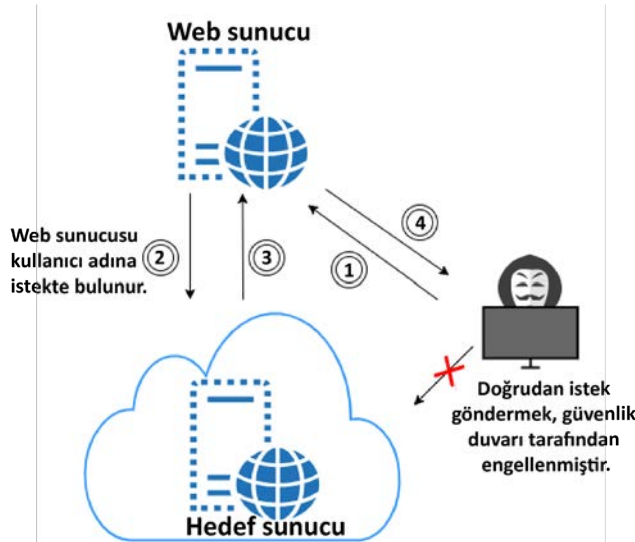 Web sunucu
Web sunucusu
kullanıcı adına
istekte bulunur.
2
3
1
4
Doğrudan istek
göndermek, güvenlik
duvarı tarafından
engellenmiştir.
Hedef sunucu